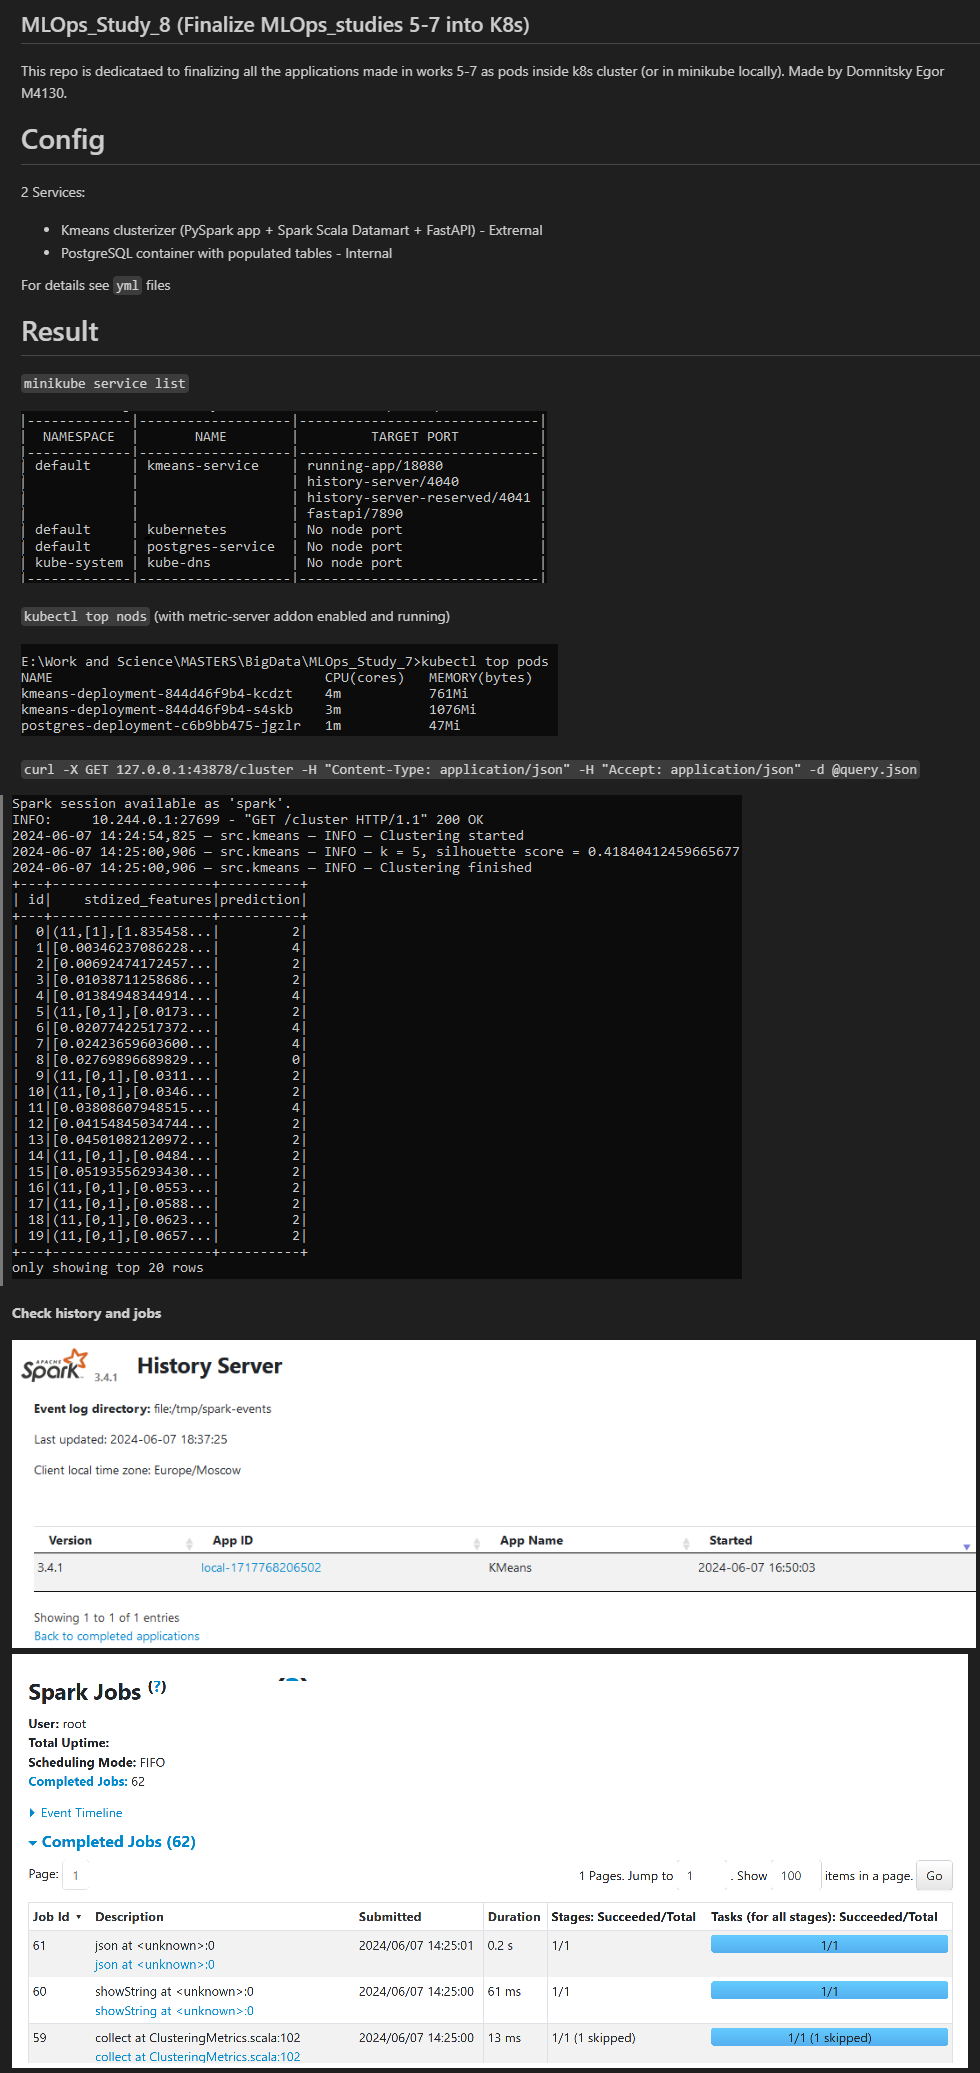 MLOps_Study_8 (Finalize MLOps_studies 5-7 into K8s)
This repo is dedicataed to finalizing all the applications made in works 5-7 as pods inside k8s cluster (or in minikube locally). Made by Domnitsky Egor
M4130.
Config
2 Services:
• Kmeans clusterizer (PySpark app + Spark Scala Datamart + FastAPI) - Extrernal
• PostgreSQL container with populated tables - Internal
For details see yml files
Result
minikube service list
|-------------|-------------------|------------------------------|
| NAMESPACE | NAME | TARGET PORT |
|-------------|-------------------|------------------------------|
| default | kmeans-service | running-app/18080 |
| | | history-server/4040 |
| | | history-server-reserved/4041 |
| | | fastapi/7890 |
| default | kubernetes | No node port |
| default | postgres-service | No node port |
| kube-system | kube-dns | No node port |
|-------------|-------------------|------------------------------|
kubectl top nods (with metric-server addon enabled and running)
E:\Work and Science\MASTERS\BigData\MLOps_Study_7>kubectl top pods
NAME CPU(cores) MEMORY(bytes)
kmeans-deployment-844d46f9b4-kcdzt 4m 761Mi
kmeans-deployment-844d46f9b4-s4skb 3m 1076Mi
postgres-deployment-c6b9bb475-jgzlr 1m 47Mi
curl -X GET 127.0.0.1:43878/cluster -H "Content-Type: application/json" -H "Accept: application/json" -d @query.json
Spark session available as 'spark'.
INFO: 10.244.0.1:27699 - "GET /cluster HTTP/1.1" 200 OK
2024-06-07 14:24:54,825 — src.kmeans — INFO — Clustering started
2024-06-07 14:25:00,906 — src.kmeans — INFO — k = 5, silhouette score = 0.41840412459665677
2024-06-07 14:25:00,906 — src.kmeans — INFO — Clustering finished
+---+--------------------+----------+
| id| stdized_features|prediction|
+---+--------------------+----------+
| 0|(11,[1],[1.835458...| 2|
| 1|[0.00346237086228...| 4|
| 2|[0.00692474172457...| 2|
| 3|[0.01038711258686...| 2|
| 4|[0.01384948344914...| 4|
| 5|(11,[0,1],[0.0173...| 2|
| 6|[0.02077422517372...| 4|
| 7|[0.02423659603600...| 4|
| 8|[0.02769896689829...| 0|
| 9|(11,[0,1],[0.0311...| 2|
| 10|(11,[0,1],[0.0346...| 2|
| 11|[0.03808607948515...| 4|
| 12|[0.04154845034744...| 2|
| 13|[0.04501082120972...| 2|
| 14|(11,[0,1],[0.0484...| 2|
| 15|[0.05193556293430...| 2|
| 16|(11,[0,1],[0.0553...| 2|
| 17|(11,[0,1],[0.0588...| 2|
| 18|(11,[0,1],[0.0623...| 2|
| 19|(11,[0,1],[0.0657...| 2|
+---+--------------------+----------+
only showing top 20 rows
Check history and jobs
APACHE Spark 3.4.1 History Server
Event log directory: file:/tmp/spark-events
Last updated: 2024-06-07 18:37:25
Client local time zone: Europe/Moscow
Version App ID App Name Started
3.4.1 local-1717768206502 KMeans 2024-06-07 16:50:03
Showing 1 to 1 of 1 entries
Back to completed applications
Spark Jobs (?)
User: root
Total Uptime:
Scheduling Mode: FIFO
Completed Jobs: 62
Event Timeline
Completed Jobs (62)
Page: 1 1 Pages. Jump to 1 . Show 100 items in a page. Go
Job Id Description Submitted Duration Stages: Succeeded/Total Tasks (for all stages): Succeeded/Total
61 json at <unknown>:0 2024/06/07 14:25:01 0.2 s 1/1 1/1
json at <unknown>:0
60 showString at <unknown>:0 2024/06/07 14:25:00 61 ms 1/1 1/1
showString at <unknown>:0
59 collect at ClusteringMetrics.scala:102 2024/06/07 14:25:00 13 ms 1/1 (1 skipped) 1/1 (1 skipped)
collect at ClusteringMetrics.scala:102